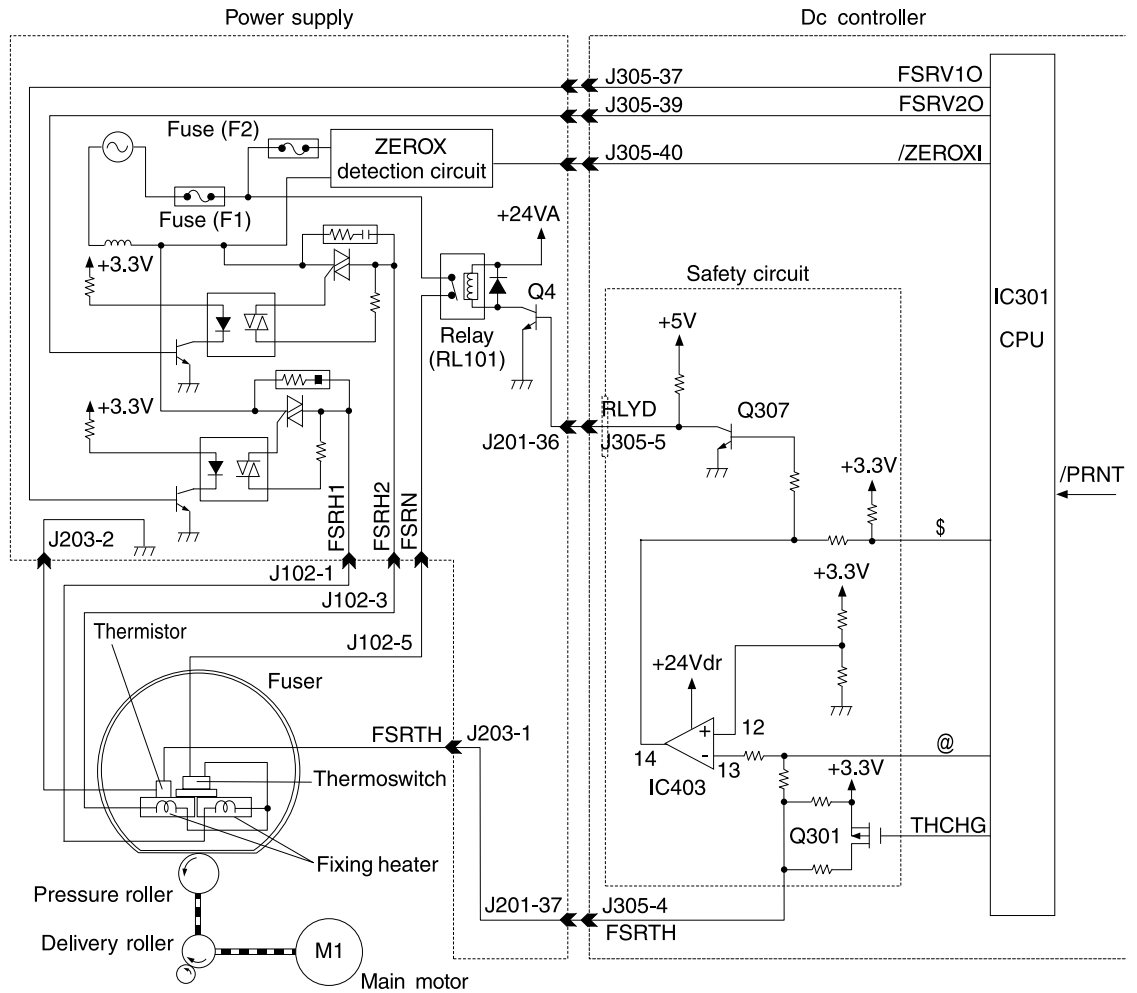 Power supply
Dc controller
J305-37
FSRV1O
J305-39
FSRV2O
Fuse (F2)
ZEROX
detection circuit
J305-40
/ZEROXI
Fuse (F1)
+24VA
+3.3V
Safety circuit
Q4
IC301
CPU
Relay
(RL101)
+5V
+3.3V
RLYD
Q307
J201-36
J305-5
+3.3V
/PRNT
FSRH1
FSRH2
FSRN
J203-2
$
J102-1
+3.3V
J102-3
Thermistor
J102-5
+24Vdr
Fuser
12
FSRTH
J203-1
@
14
13
+3.3V
Thermoswitch
IC403
Q301
THCHG
Fixing heater
Pressure roller
J201-37
J305-4
FSRTH
Delivery roller
M1
Main motor